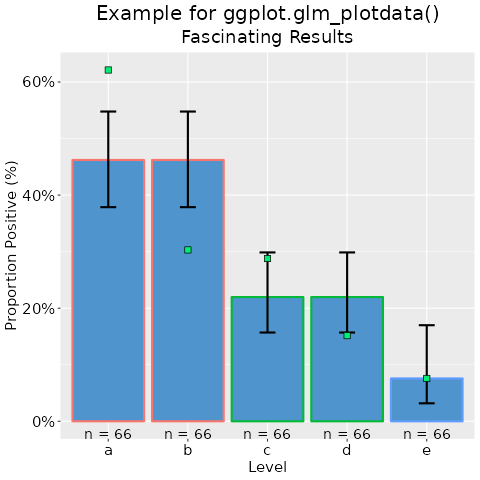 Example for ggplot.glm_plotdata()
Fascinating Results
Proportion Positive (%)
60%
40%
20%
0%
n = 66 n = 66 n = 66 n = 66 n = 66
a b c d e
Level